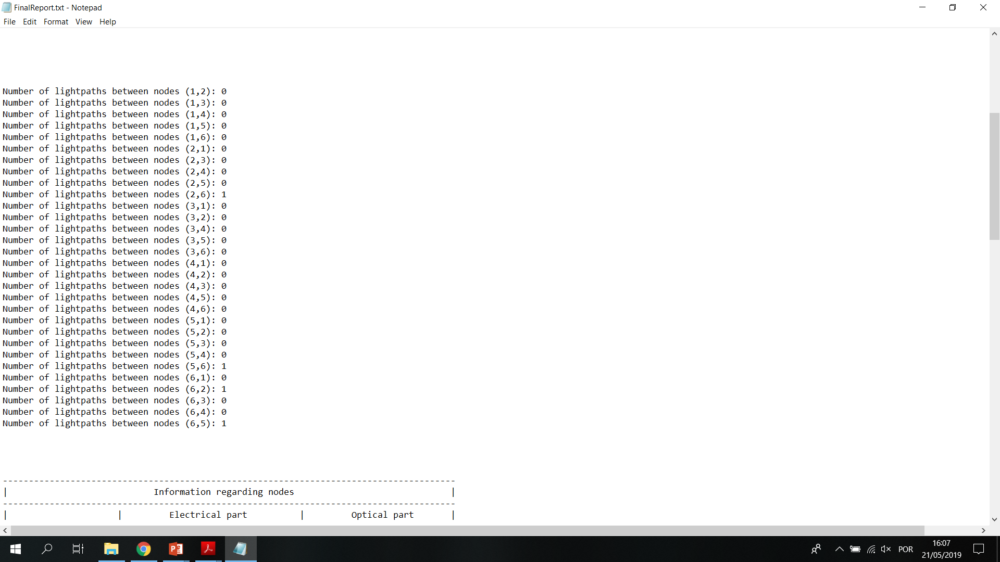 FinalReport.txt - Notepad
File Edit Format View Help
Number of lightpaths between nodes (1,2): 0
Number of lightpaths between nodes (1,3): 0
Number of lightpaths between nodes (1,4): 0
Number of lightpaths between nodes (1,5): 0
Number of lightpaths between nodes (1,6): 0
Number of lightpaths between nodes (2,1): 0
Number of lightpaths between nodes (2,3): 0
Number of lightpaths between nodes (2,4): 0
Number of lightpaths between nodes (2,5): 0
Number of lightpaths between nodes (2,6): 1
Number of lightpaths between nodes (3,1): 0
Number of lightpaths between nodes (3,2): 0
Number of lightpaths between nodes (3,4): 0
Number of lightpaths between nodes (3,5): 0
Number of lightpaths between nodes (3,6): 0
Number of lightpaths between nodes (4,1): 0
Number of lightpaths between nodes (4,2): 0
Number of lightpaths between nodes (4,3): 0
Number of lightpaths between nodes (4,5): 0
Number of lightpaths between nodes (4,6): 0
Number of lightpaths between nodes (5,1): 0
Number of lightpaths between nodes (5,2): 0
Number of lightpaths between nodes (5,3): 0
Number of lightpaths between nodes (5,4): 0
Number of lightpaths between nodes (5,6): 1
Number of lightpaths between nodes (6,1): 0
Number of lightpaths between nodes (6,2): 1
Number of lightpaths between nodes (6,3): 0
Number of lightpaths between nodes (6,4): 0
Number of lightpaths between nodes (6,5): 1
---------------------------------------------------------------------------------------
| Information regarding nodes |
---------------------------------------------------------------------------------------
| | Electrical part | Optical part |
POR
16:07
21/05/2019